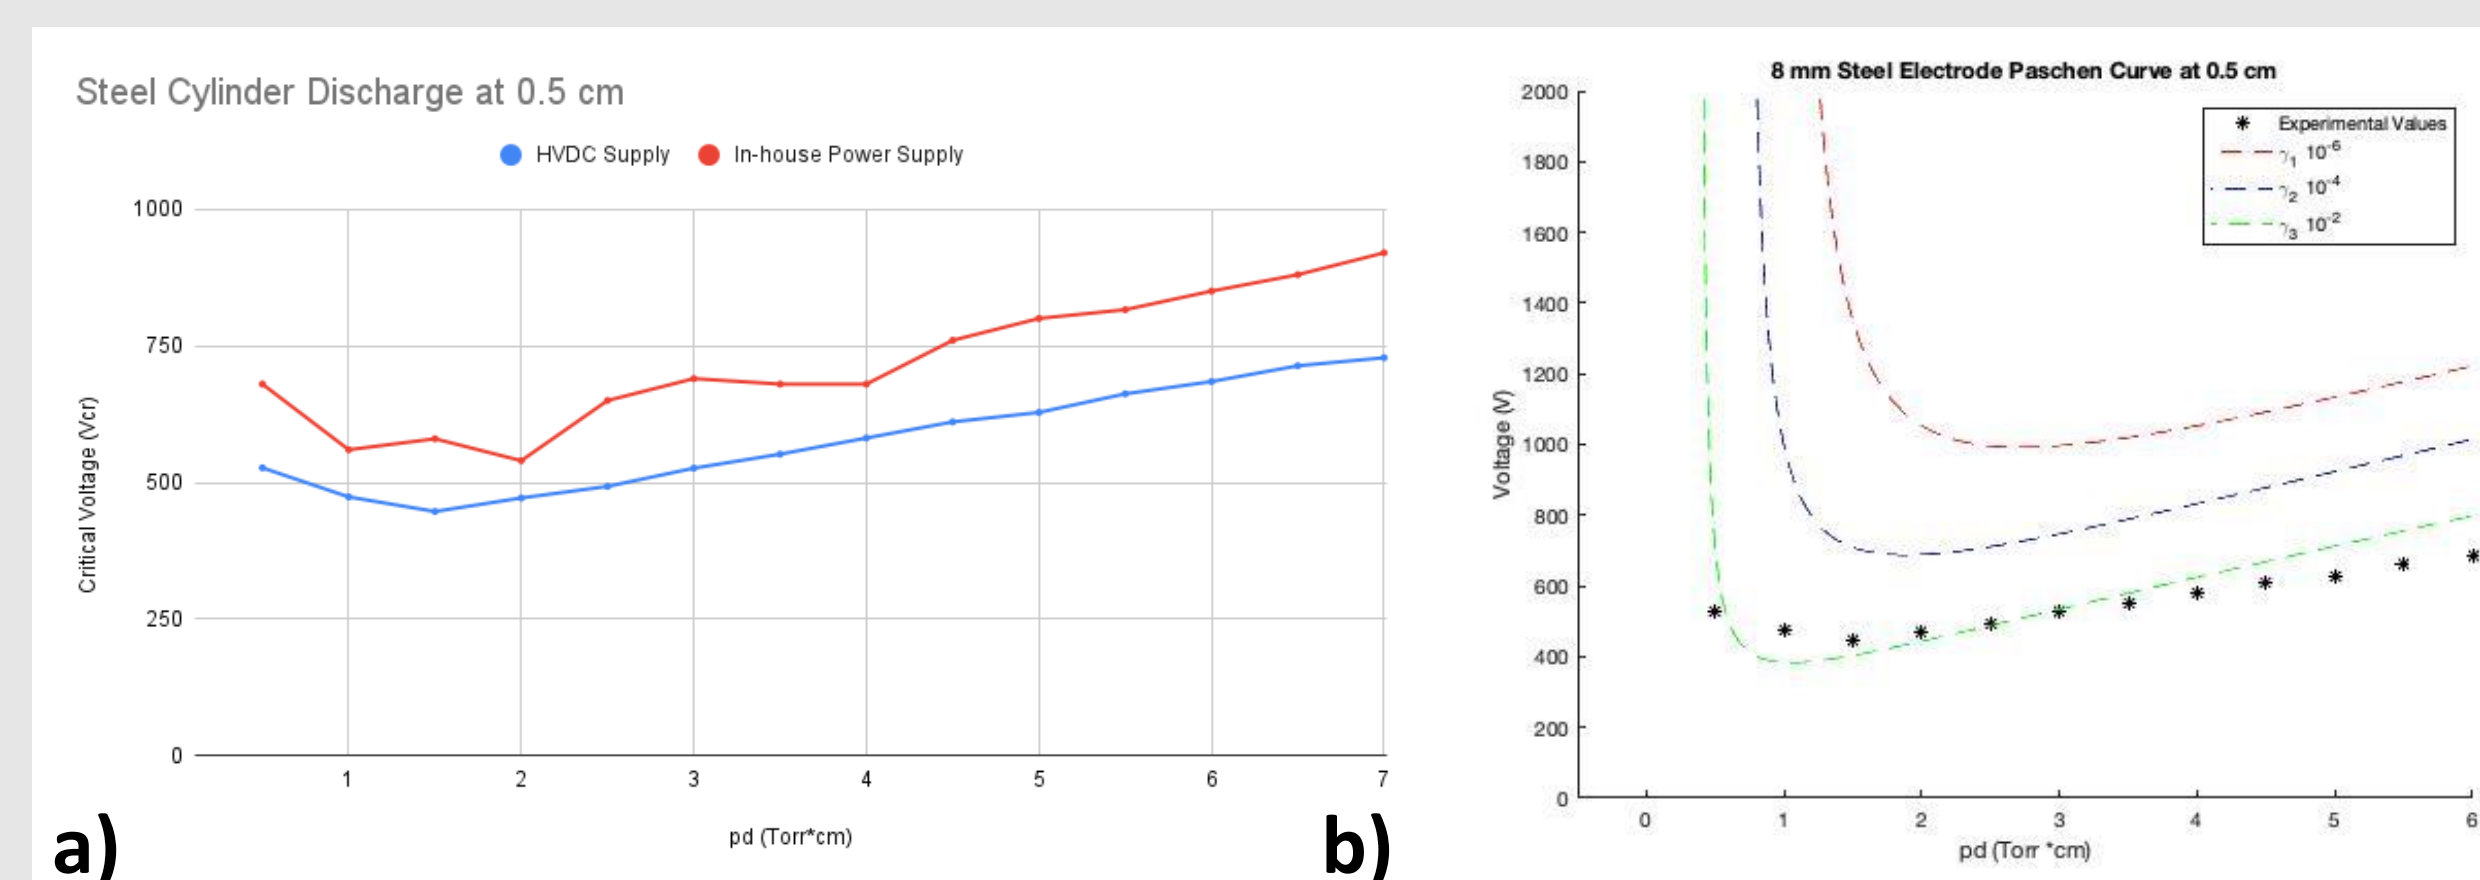 Steel Cylinder Discharge at 0.5 cm
HVDC Supply
In-house Power Supply
1000
750
500
250
0
Critical Voltage (Vcr)
1 2 3 4 5 6 7
pd (Torr*cm)
a)
8 mm Steel Electrode Paschen Curve at 0.5 cm
Experimental Values
γ₁ 10⁻⁶
γ₂ 10⁻⁴
γ₃ 10⁻²
2000
1800
1600
1400
1200
1000
800
600
400
200
0
Voltage (V)
0 1 2 3 4 5 6
pd (Torr *cm)
b)